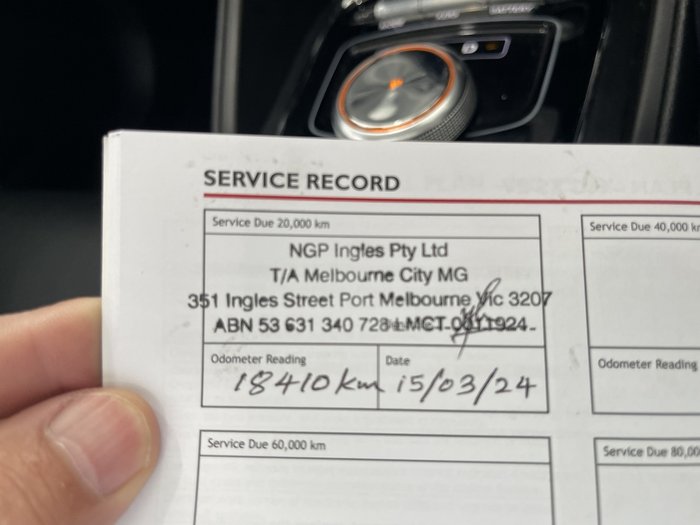 SERVICE RECORD
Service Due 20,000 km
NGP Ingles Pty Ltd
T/A Melbourne City MG
351 Ingles Street Port Melbourne Vic 3207
ABN 53 631 340 728 LMCT 0011924
Odometer Reading
18410 km
Date
15/03/24
Service Due 40,000 km
Odometer Reading
Service Due 60,000 km
Service Due 80,00